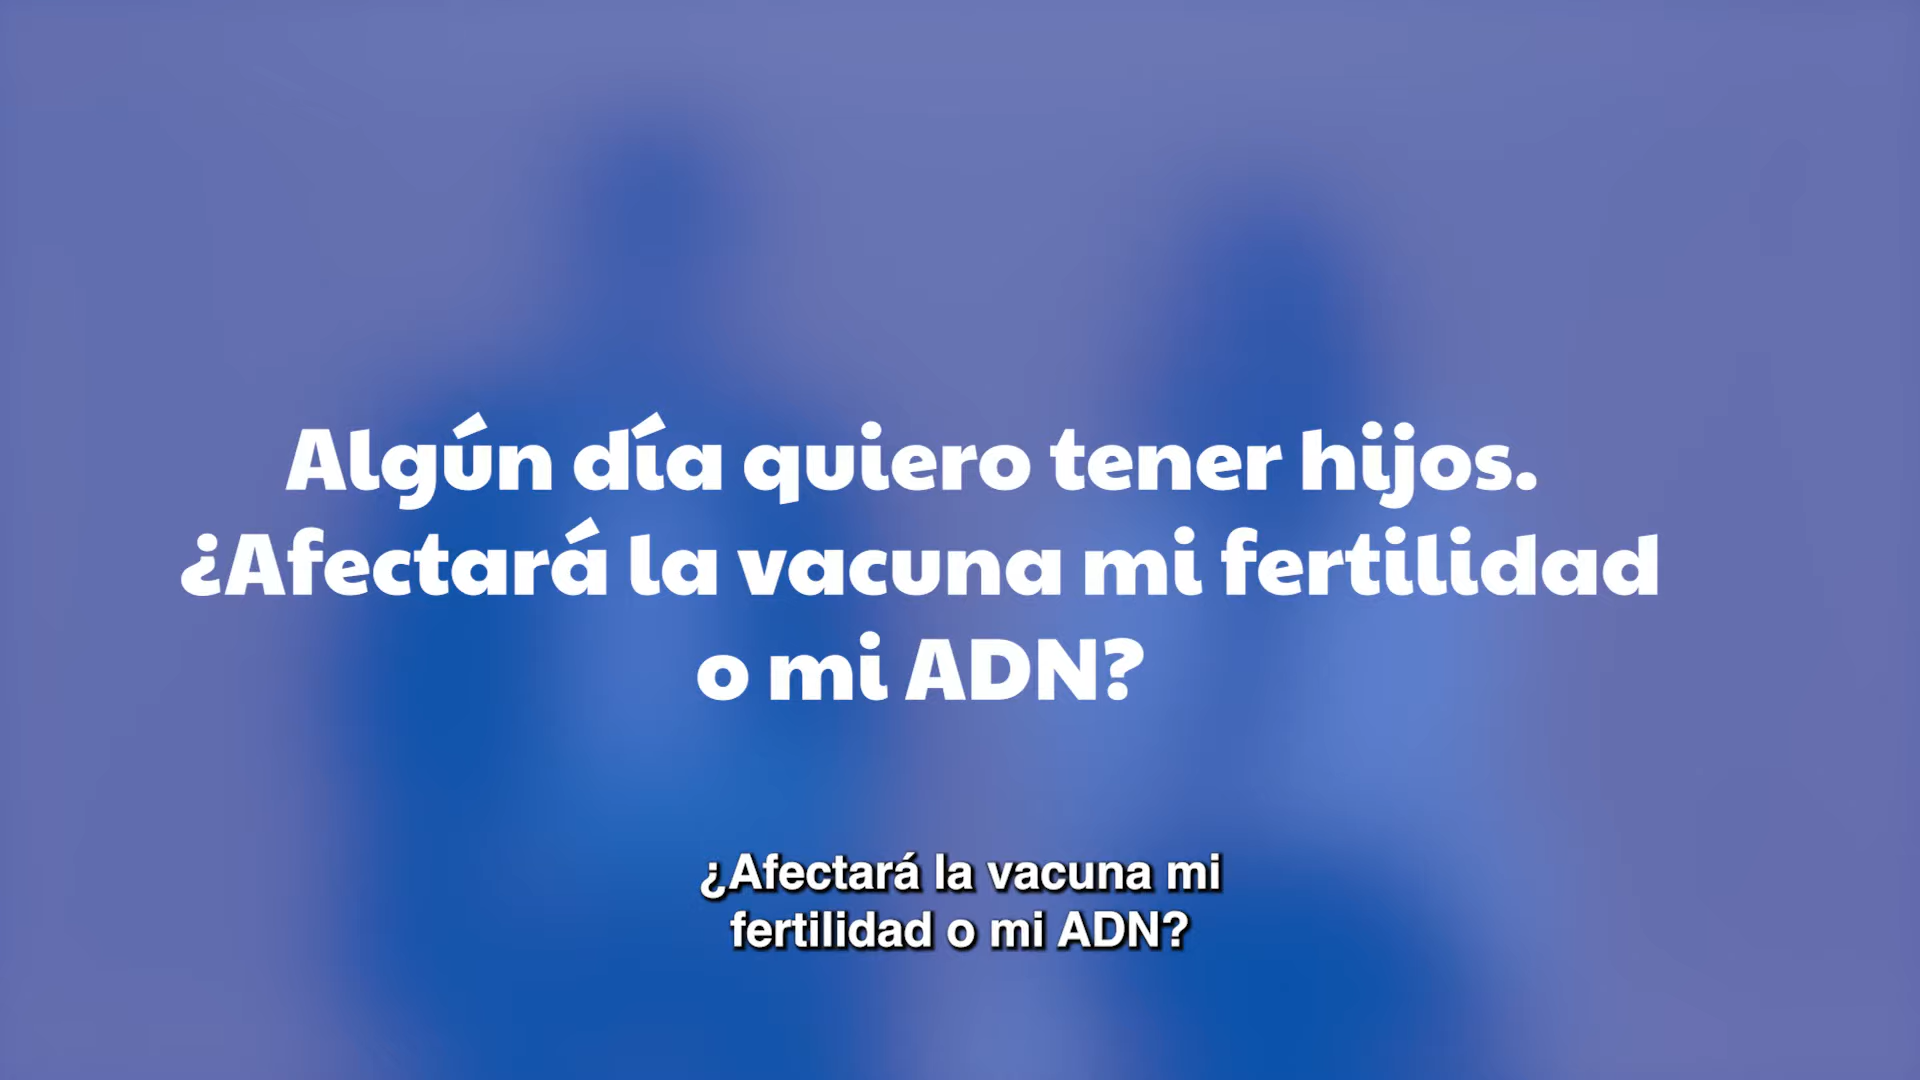 Algún día quiero tener hijos.
¿Afectará la vacuna mi fertilidad
o mi ADN?
¿Afectará la vacuna mi
fertilidad o mi ADN?